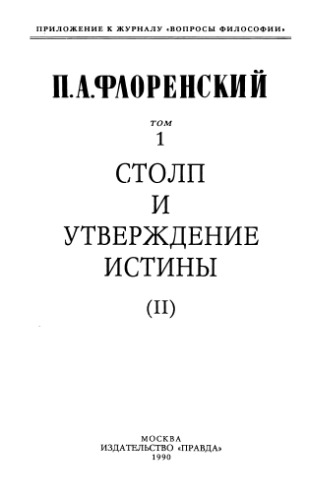 ПРИЛОЖЕНИЕ К ЖУРНАЛУ «ВОПРОСЫ ФИЛОСОФИИ»
П.А.ФЛОРЕНСКИЙ
ТОМ
1
СТОЛП
И
УТВЕРЖДЕНИЕ
ИСТИНЫ
(II)
МОСКВА
ИЗДАТЕЛЬСТВО «ПРАВДА»
1990